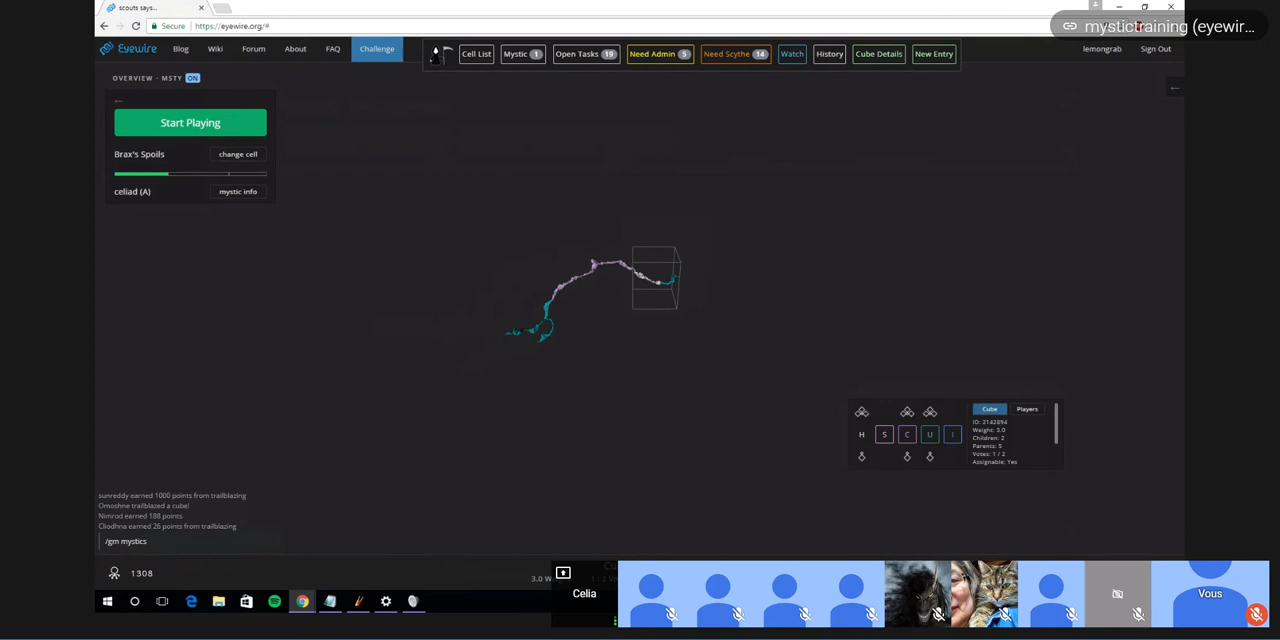 scouts says...
Secure https://eyewire.org/#
mystictraining (eyewir...
Eyewire Blog Wiki Forum About FAQ Challenge
Cell List Mystic 1 Open Tasks 19 Need Admin 5 Need Scythe 14 Watch History Cube Details New Entry
lemongrab Sign Out
OVERVIEW · MSTY ON
Start Playing
Brax's Spoils change cell
celiad (A) mystic info
H S C U I
Cube Players
ID: 2142894
Weight: 3.0
Children: 2
Parents: 5
Votes: 1 / 2
Assignable: Yes
sunreddy earned 1000 points from trailblazing
Omoshne trailblazed a cube!
Nimrod earned 188 points
Cliodhna earned 26 points from trailblazing
/gm mystics
1308
Celia
Vous